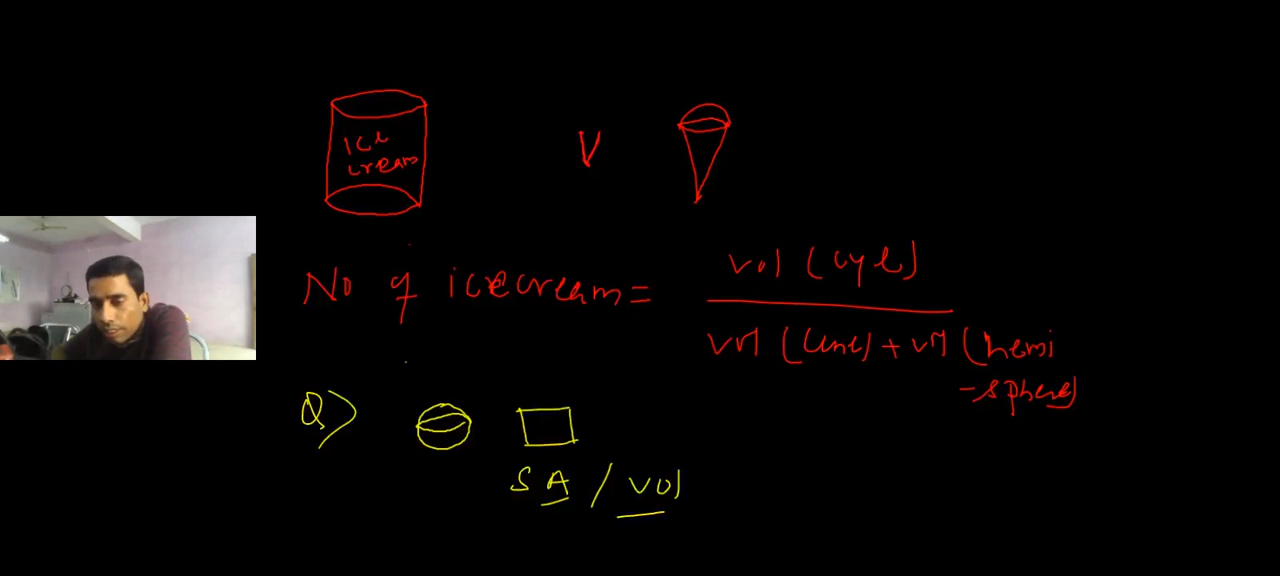 Ice
cream
V
No of icecream = vol (cyl)
vol (cone) + vol (hemi
-sphere)
Q)
SA / vol